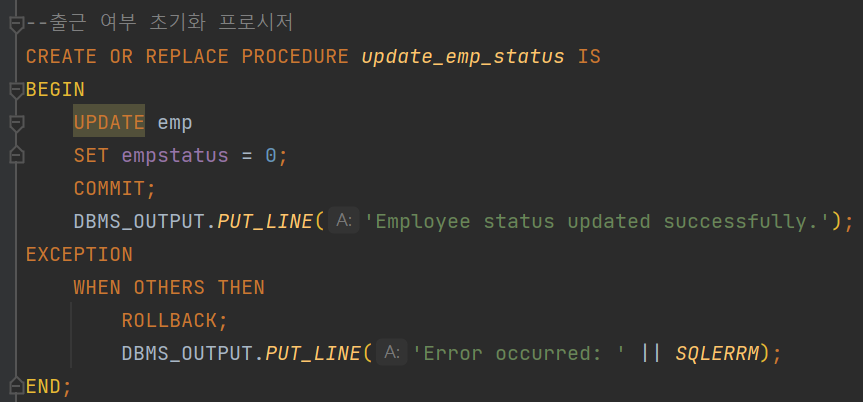 --출근 여부 초기화 프로시저
CREATE OR REPLACE PROCEDURE update_emp_status IS
BEGIN
    UPDATE emp
    SET empstatus = 0;
    COMMIT;
    DBMS_OUTPUT.PUT_LINE( A: 'Employee status updated successfully.');
EXCEPTION
    WHEN OTHERS THEN
        ROLLBACK;
        DBMS_OUTPUT.PUT_LINE( A: 'Error occurred: ' || SQLERRM);
END;